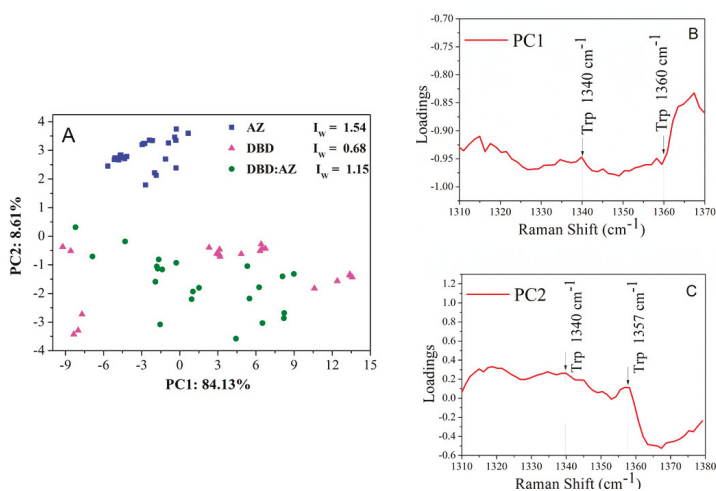 A
AZ I_W = 1.54
DBD I_W = 0.68
DBD:AZ I_W = 1.15
4
3
2
1
0
-1
-2
-3
-4
PC2: 8.61%
-9 -6 -3 0 3 6 9 12 15
PC1: 84.13%
B
PC1
Trp 1340 cm⁻¹
Trp 1360 cm⁻¹
-0.70
-0.75
-0.80
-0.85
-0.90
-0.95
-1.00
Loadings
1310 1320 1330 1340 1350 1360 1370
Raman Shift (cm⁻¹)
C
PC2
Trp 1340 cm⁻¹
Trp 1357 cm⁻¹
1.2
1.0
0.8
0.6
0.4
0.2
0.0
-0.2
-0.4
-0.6
Loadings
1310 1320 1330 1340 1350 1360 1370 1380
Raman Shift (cm⁻¹)